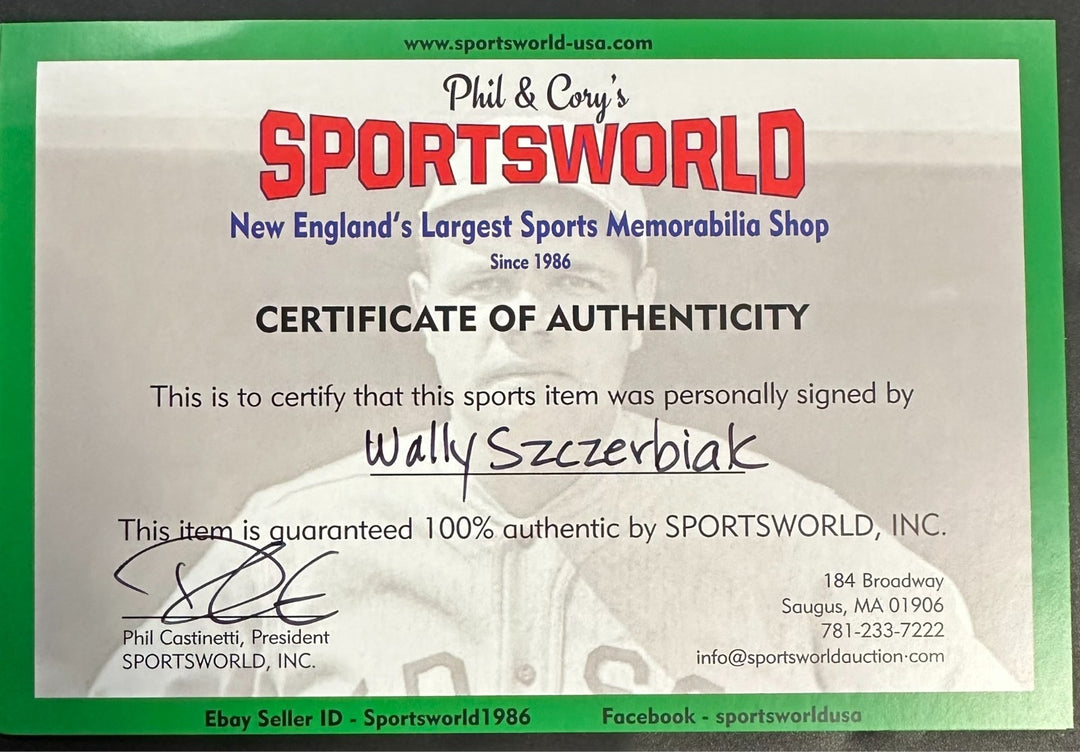 www.sportsworld-usa.com
Phil & Cory's
SPORTSWORLD
New England's Largest Sports Memorabilia Shop
Since 1986
CERTIFICATE OF AUTHENTICITY
This is to certify that this sports item was personally signed by
Wally Szczerbiak
This item is guaranteed 100% authentic by SPORTSWORLD, INC.
Phil Castinetti, President
SPORTSWORLD, INC.
184 Broadway
Saugus, MA 01906
781-233-7222
info@sportsworldauction·com
Ebay Seller ID - Sportsworld1986
Facebook - sportsworldusa